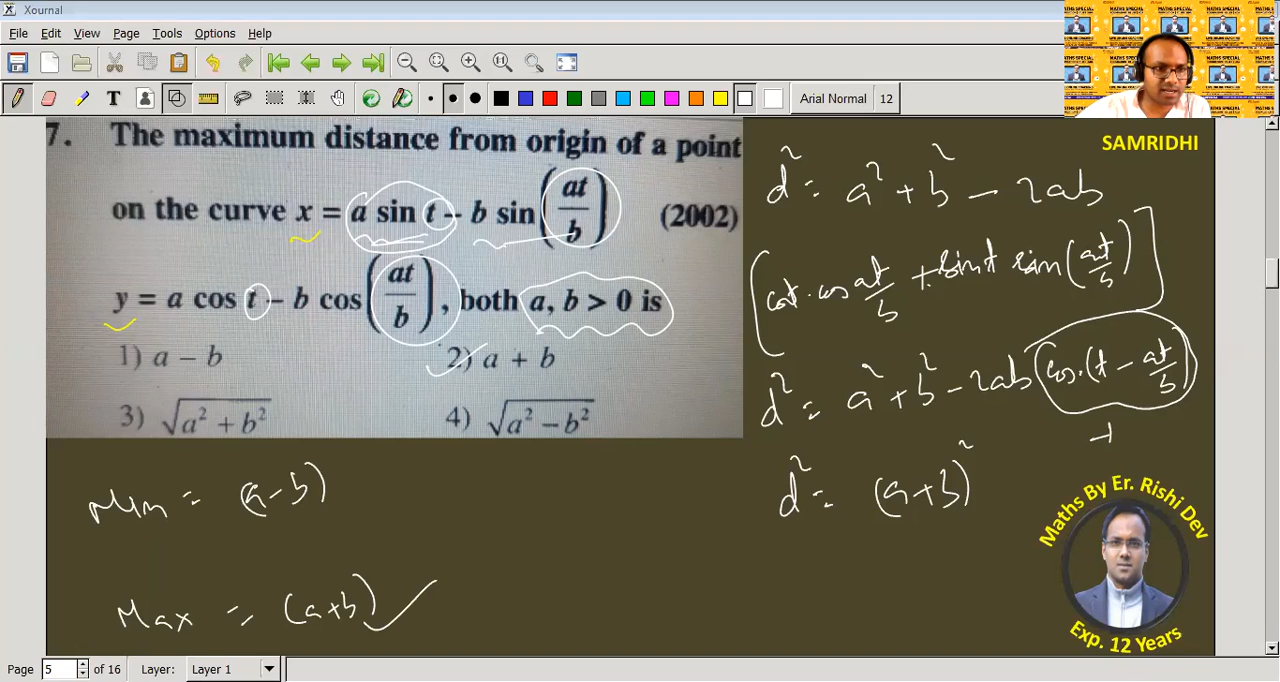 Xournal
File Edit View Page Tools Options Help
Arial Normal 12
SAMRIDHI
7. The maximum distance from origin of a point
on the curve x = a sin t – b sin (at/b) (2002)
y = a cos t – b cos (at/b), both a, b > 0 is
1) a – b
2) a + b
3) √a² + b²
4) √a² – b²
d² = a² + b² – 2ab
[cost. cos at/b + sint sin (at/b)]
d² = a² + b² – 2ab cos.(t – at/b)
-1
d² = (a+b)²
Min = (a–b)
Max = (a+b)
Maths By Er. Rishi Dev
Exp. 12 Years
Page 5 of 16 Layer: Layer 1